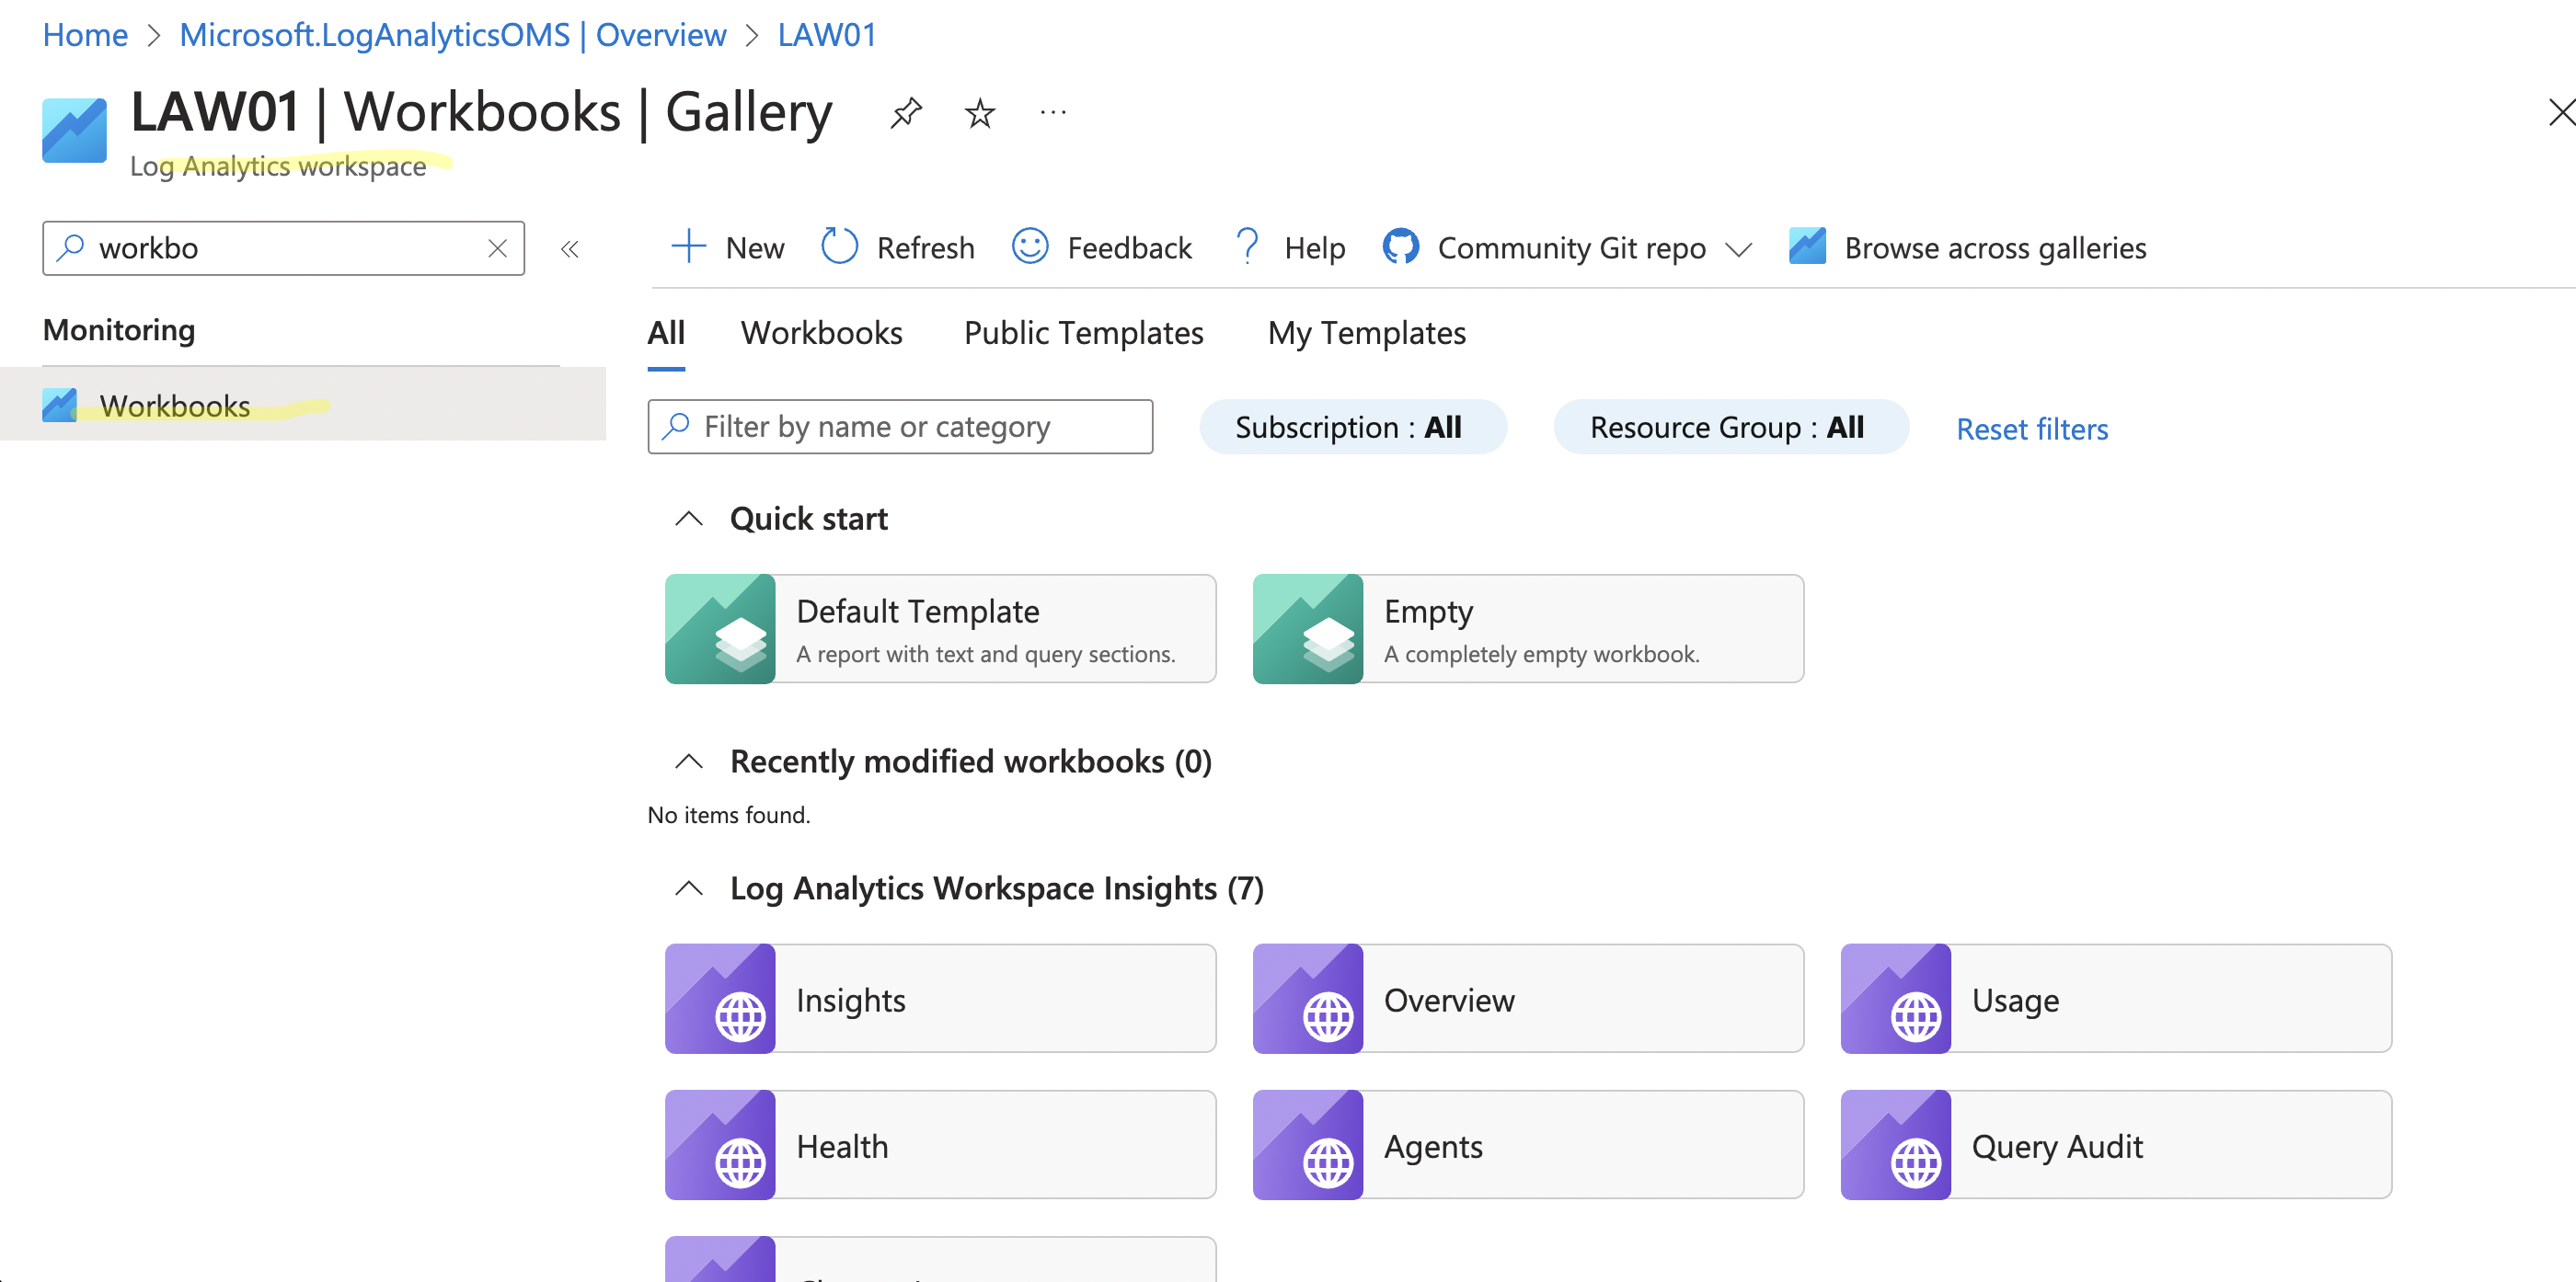 Home > Microsoft.LogAnalyticsOMS | Overview > LAW01
LAW01 | Workbooks | Gallery
Log Analytics workspace
workbo
New Refresh Feedback Help Community Git repo Browse across galleries
Monitoring
Workbooks
All Workbooks Public Templates My Templates
Filter by name or category Subscription : All Resource Group : All Reset filters
Quick start
Default Template
A report with text and query sections.
Empty
A completely empty workbook.
Recently modified workbooks (0)
No items found.
Log Analytics Workspace Insights (7)
Insights Overview Usage
Health Agents Query Audit